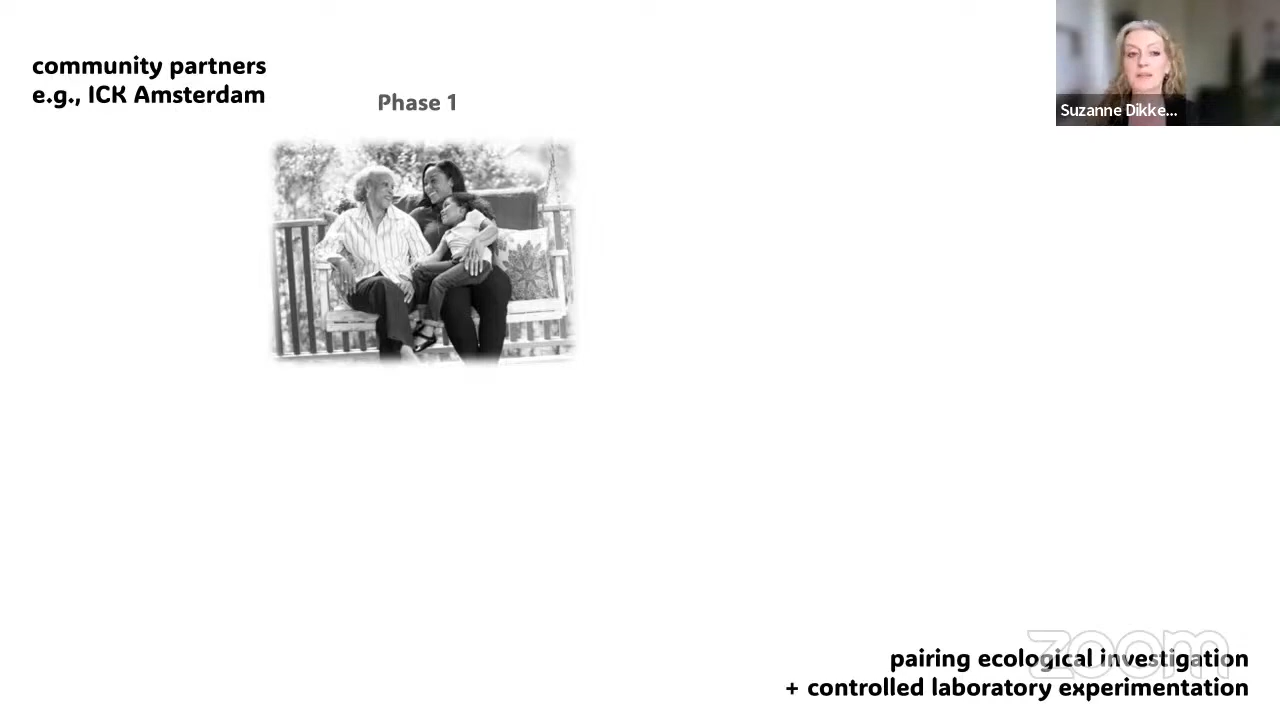 community partners
e.g., ICK Amsterdam
Phase 1
Suzanne Dikke...
zoom
pairing ecological investigation
+ controlled laboratory experimentation